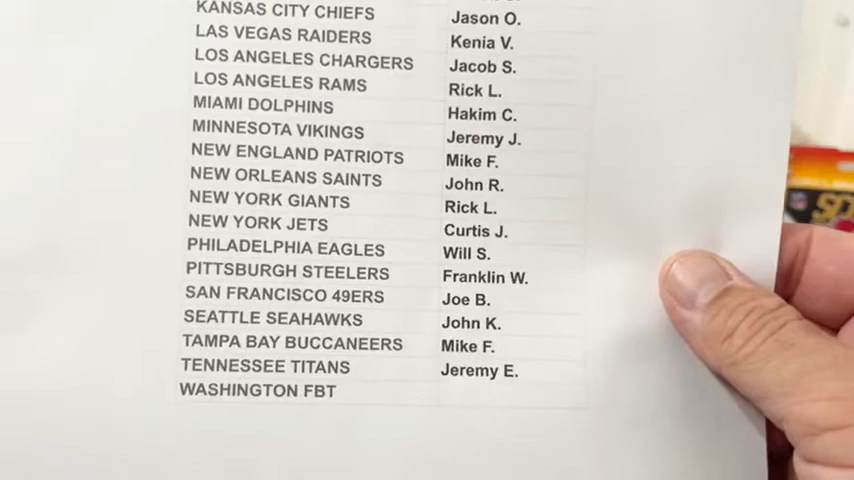 KANSAS CITY CHIEFS Jason O.
LAS VEGAS RAIDERS Kenia V.
LOS ANGELES CHARGERS Jacob S.
LOS ANGELES RAMS Rick L.
MIAMI DOLPHINS Hakim C.
MINNESOTA VIKINGS Jeremy J.
NEW ENGLAND PATRIOTS Mike F.
NEW ORLEANS SAINTS John R.
NEW YORK GIANTS Rick L.
NEW YORK JETS Curtis J.
PHILADELPHIA EAGLES Will S.
PITTSBURGH STEELERS Franklin W.
SAN FRANCISCO 49ERS Joe B.
SEATTLE SEAHAWKS John K.
TAMPA BAY BUCCANEERS Mike F.
TENNESSEE TITANS Jeremy E.
WASHINGTON FBT